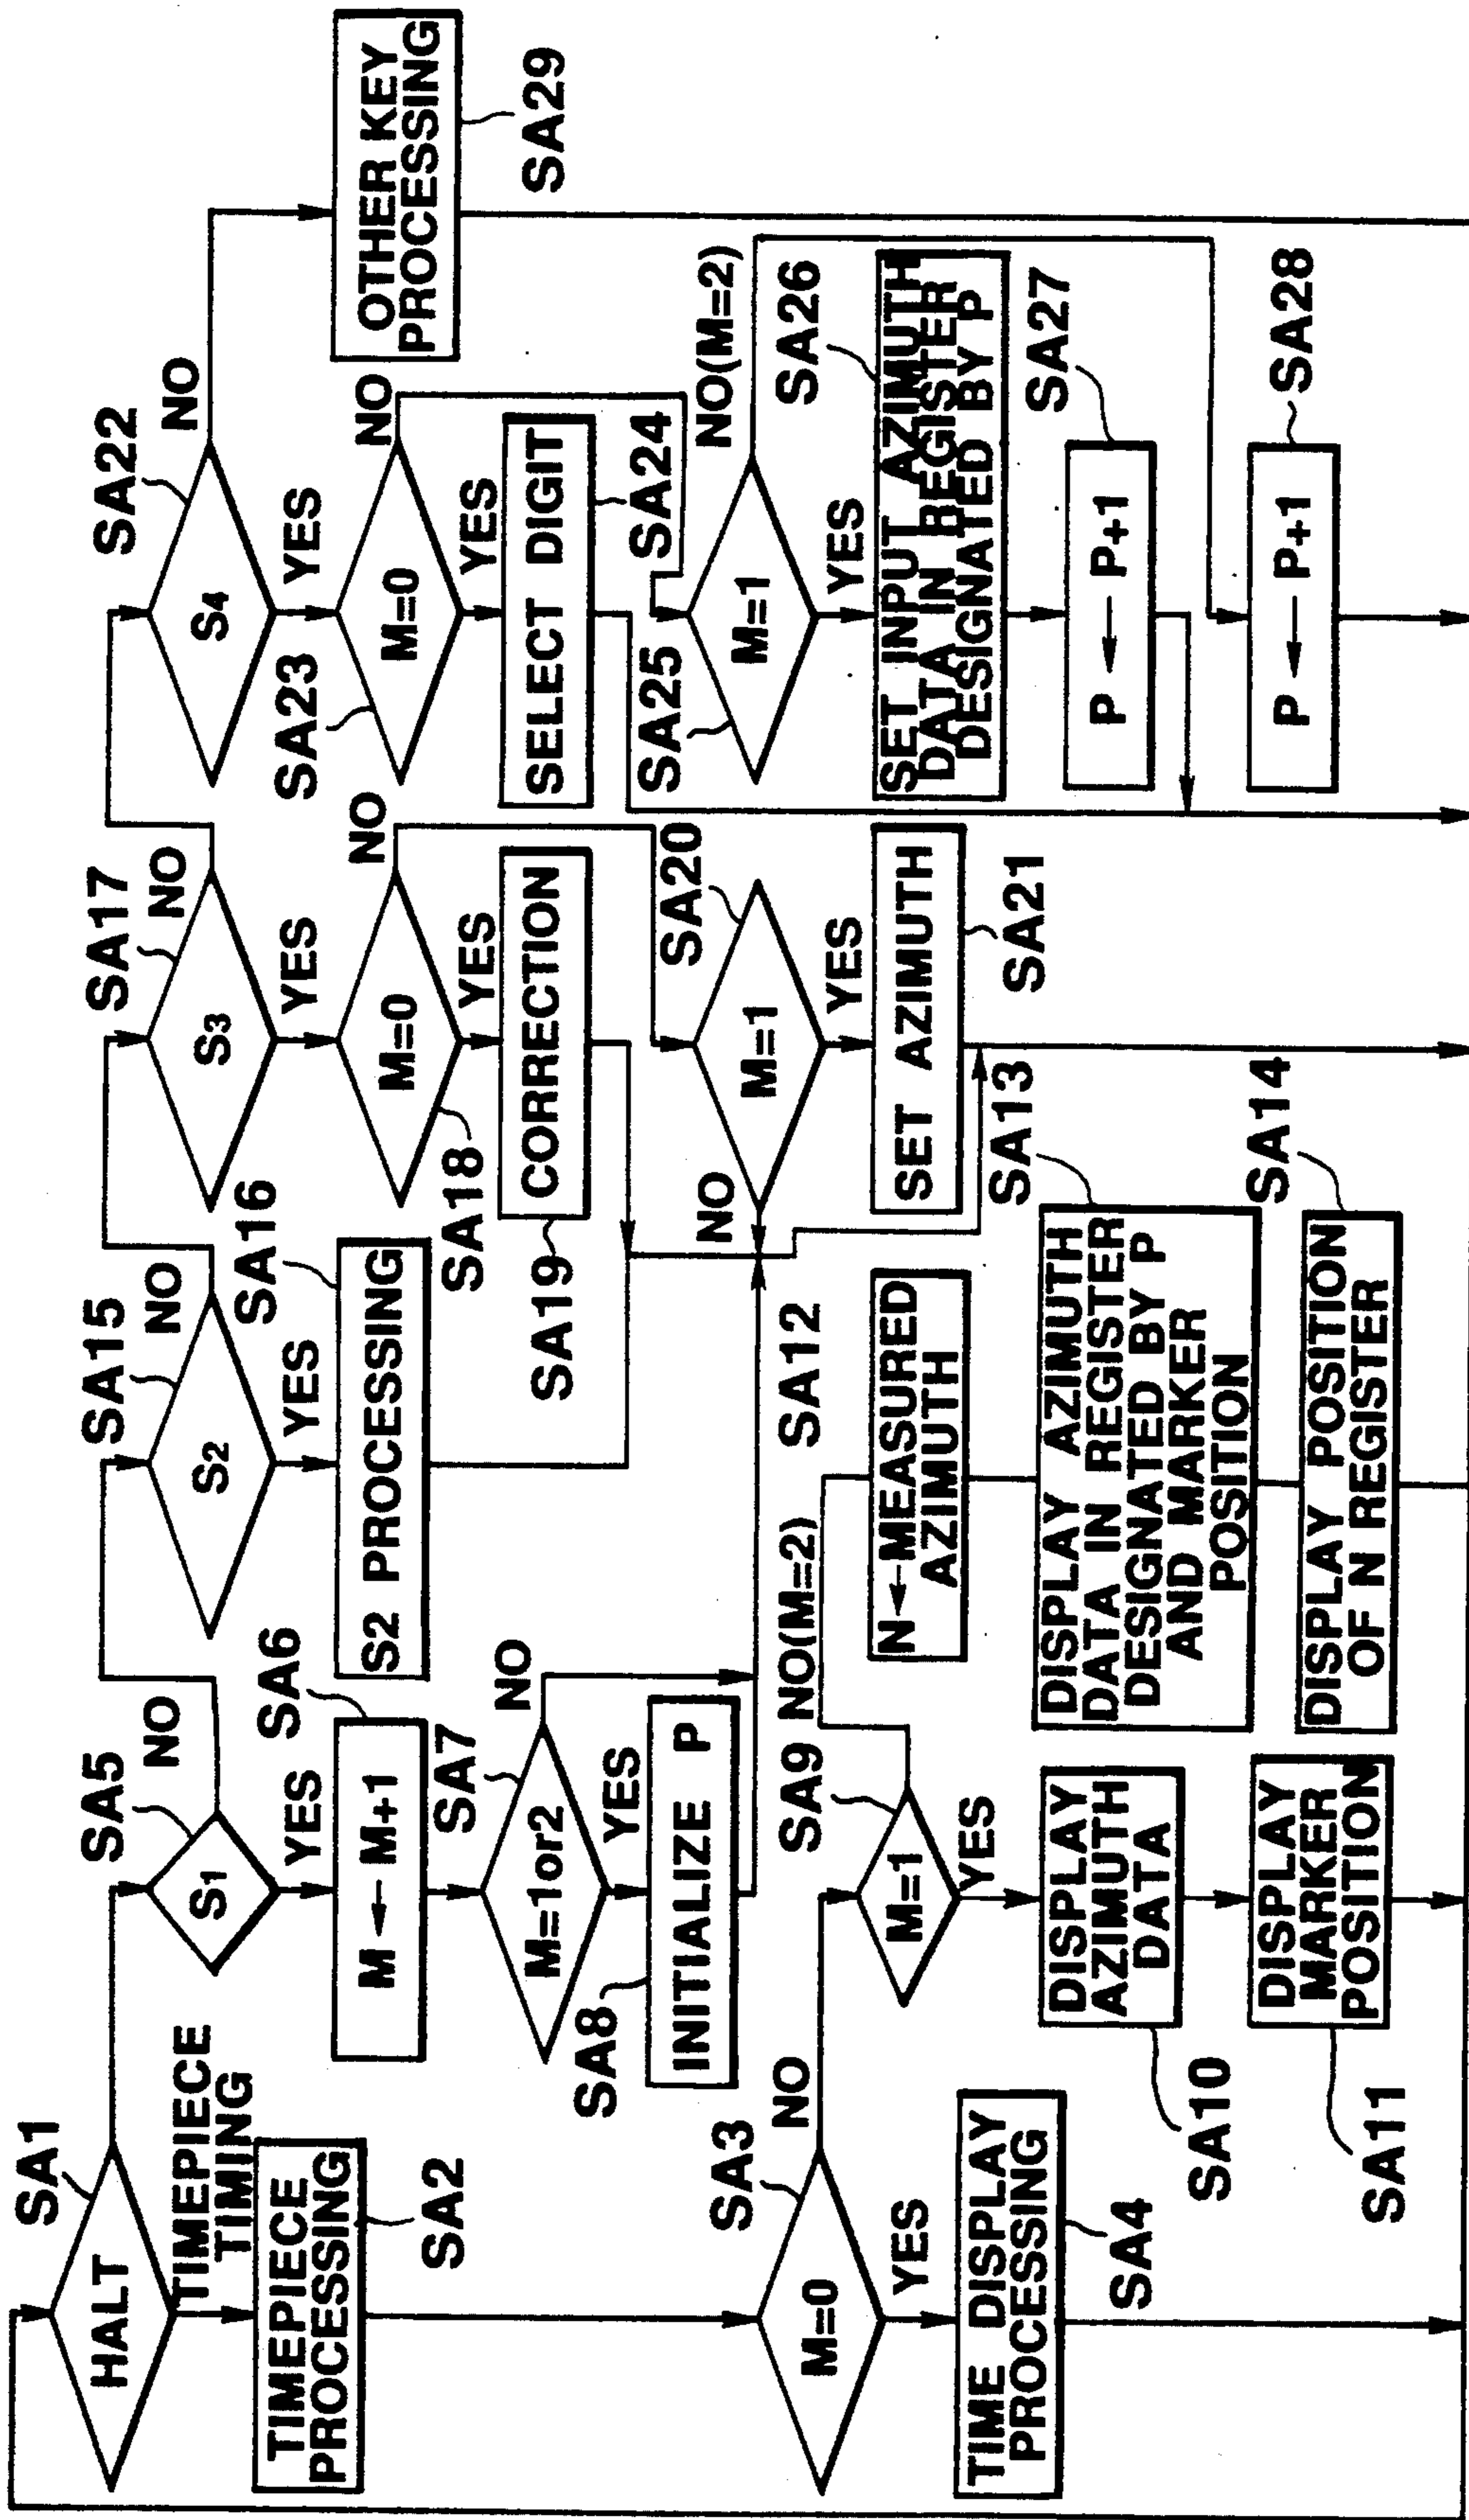 SA1
HALT
TIMEPIECE
TIMING
TIMEPIECE
PROCESSING
SA2
SA3
M=0
NO
YES
TIME DISPLAY
PROCESSING
SA4
SA5
S1
NO
YES
SA6
M ← M+1
SA7
M=1or2
NO
YES
SA8
INITIALIZE P
SA9
M=1
NO(M=2)
YES
DISPLAY
AZIMUTH
DATA
SA10
DISPLAY
MARKER
POSITION
SA11
SA12
N←MEASURED
AZIMUTH
SA13
DISPLAY AZIMUTH
DATA IN REGISTER
DESIGNATED BY P
AND MARKER
POSITION
SA14
DISPLAY POSITION
OF N REGISTER
SA15
S2
NO
YES
SA16
S2 PROCESSING
SA17
S3
NO
YES
SA18
M=0
NO
YES
CORRECTION
SA19
SA20
M=1
NO
YES
SET AZIMUTH
SA21
SA22
S4
NO
YES
SA23
M=0
NO
YES
SELECT DIGIT
SA24
SA25
M=1
NO(M=2)
YES
SA26
SET INPUT AZIMUTH
DATA IN REGISTER
DESIGNATED BY P
SA27
P ← P+1
SA28
P ← P+1
OTHER KEY
PROCESSING
SA29